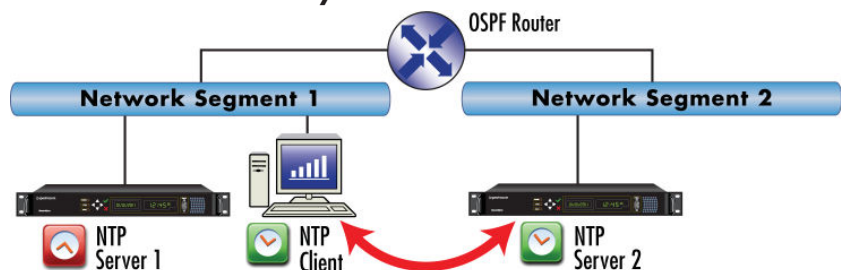 OSPF Router
Network Segment 1
Network Segment 2
NTP
Server 1
NTP
Client
NTP
Server 2